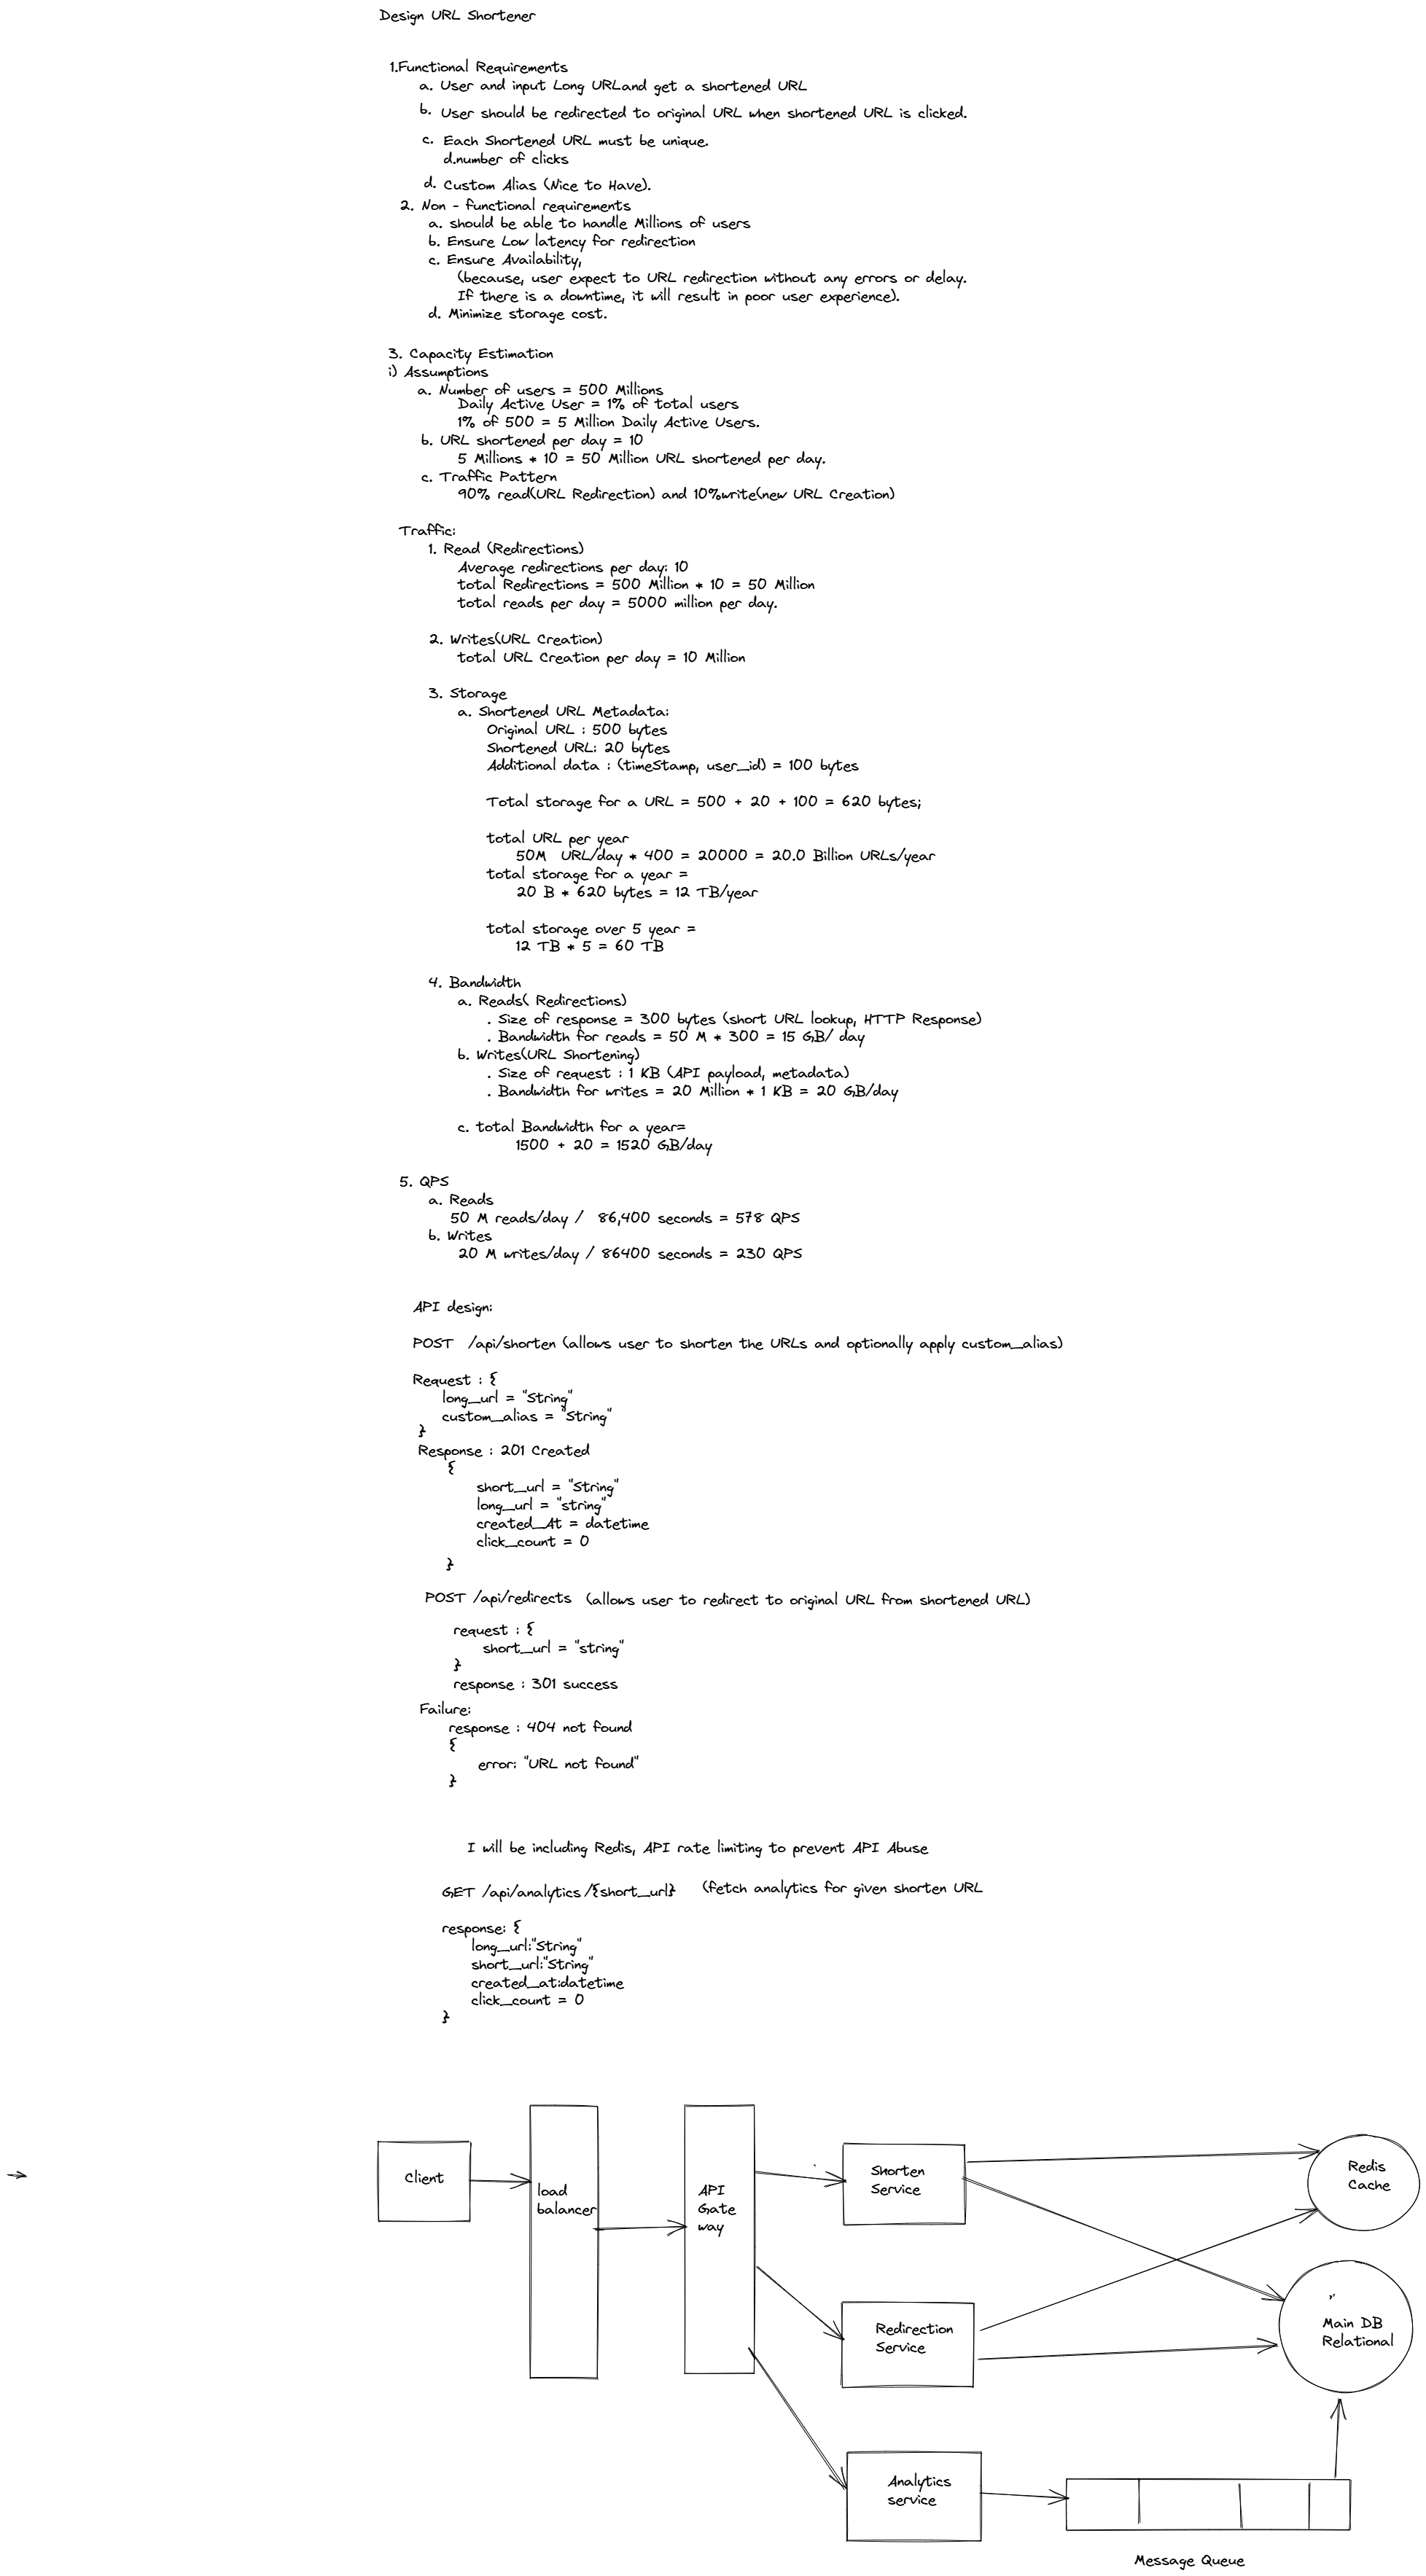 Design URL Shortener
1.Functional Requirements
a. User and input Long URLand get a shortened URL
b. User should be redirected to original URL when shortened URL is clicked.
c. Each Shortened URL must be unique.
d.number of clicks
d. Custom Alias (Nice to Have).
2. Non - functional requirements
a. should be able to handle Millions of users
b. Ensure Low latency for redirection
c. Ensure Availability,
(because, user expect to URL redirection without any errors or delay.
If there is a downtime, it will result in poor user experience).
d. Minimize storage cost.
3. Capacity Estimation
i) Assumptions
a. Number of users = 500 Millions
Daily Active User = 1% of total users
1% of 500 = 5 Million Daily Active Users.
b. URL shortened per day = 10
5 Millions * 10 = 50 Million URL shortened per day.
c. Traffic Pattern
90% read(URL Redirection) and 10%write(new URL Creation)
Traffic:
1. Read (Redirections)
Average redirections per day: 10
total Redirections = 500 Million * 10 = 50 Million
total reads per day = 5000 million per day.
2. Writes(URL Creation)
total URL Creation per day = 10 Million
3. Storage
a. Shortened URL Metadata:
Original URL : 500 bytes
Shortened URL: 20 bytes
Additional data : (timeStamp, user_id) = 100 bytes
Total storage for a URL = 500 + 20 + 100 = 620 bytes;
total URL per year
50M URL/day * 400 = 20000 = 20.0 Billion URLs/year
total storage for a year =
20 B * 620 bytes = 12 TB/year
total storage over 5 year =
12 TB * 5 = 60 TB
4. Bandwidth
a. Reads( Redirections)
. Size of response = 300 bytes (short URL lookup, HTTP Response)
. Bandwidth for reads = 50 M * 300 = 15 GB/ day
b. Writes(URL Shortening)
. Size of request : 1 KB (API payload, metadata)
. Bandwidth for writes = 20 Million * 1 KB = 20 GB/day
c. total Bandwidth for a year=
1500 + 20 = 1520 GB/day
5. QPS
a. Reads
50 M reads/day / 86,400 seconds = 578 QPS
b. Writes
20 M writes/day / 86400 seconds = 230 QPS
API design:
POST /api/shorten (allows user to shorten the URLs and optionally apply custom_alias)
Request : {
long_url = "String"
custom_alias = "String"
}
Response : 201 Created
{
short_url = "String"
long_url = "string"
created_At = datetime
click_count = 0
}
POST /api/redirects (allows user to redirect to original URL from shortened URL)
request : {
short_url = "string"
}
response : 301 success
Failure:
response : 404 not found
{
error: "URL not found"
}
I will be including Redis, API rate limiting to prevent API Abuse
GET /api/analytics/{short_url} (fetch analytics for given shorten URL
response: {
long_url:"String"
short_url:"String"
created_at:datetime
click_count = 0
}
Client
load
balancer
API
Gate
way
Shorten
Service
Redis
Cache
Redirection
Service
Main DB
Relational
Analytics
service
Message Queue